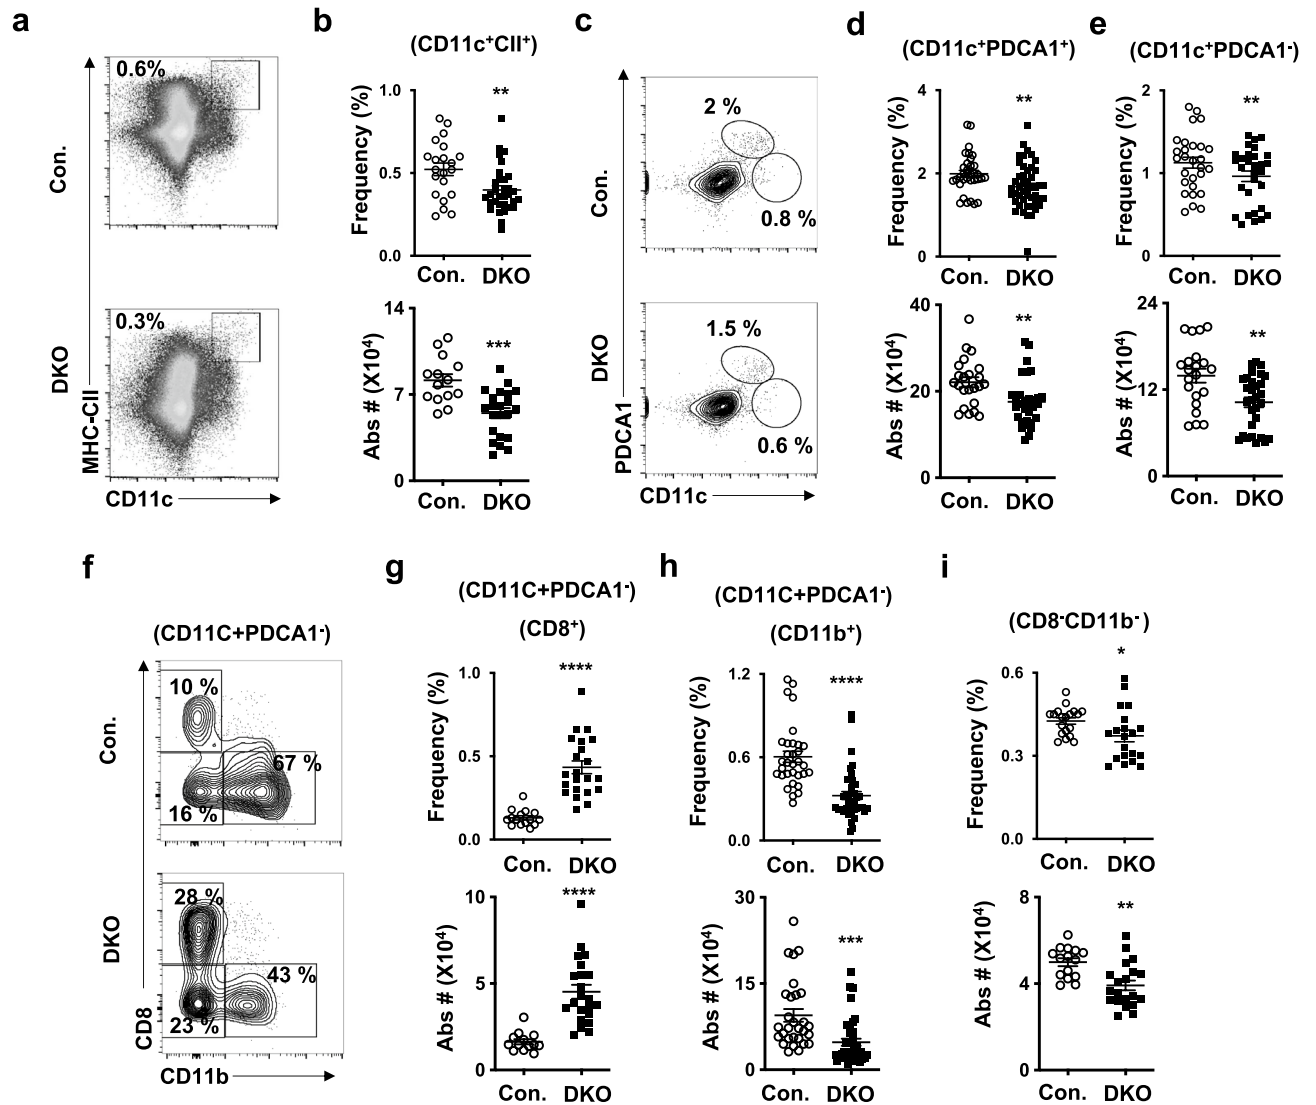 a
0.6%
Con.
0.3%
DKO
MHC-CII
CD11c
b
(CD11c⁺CII⁺)
Frequency (%)
1.0
0.5
0.0
**
Con. DKO
Abs # (X10⁴)
14
7
0
***
Con. DKO
c
2 %
Con.
0.8 %
1.5 %
DKO
0.6 %
PDCA1
CD11c
d
(CD11c⁺PDCA1⁺)
Frequency (%)
4
2
0
**
Con. DKO
Abs # (X10⁴)
40
20
0
**
Con. DKO
e
(CD11c⁺PDCA1⁻)
Frequency (%)
2
1
0
**
Con. DKO
Abs # (X10⁴)
24
12
0
**
Con. DKO
f
(CD11C+PDCA1⁻)
10 %
Con.
67 %
16 %
28 %
DKO
43 %
23 %
CD8
CD11b
g
(CD11C+PDCA1⁻)
(CD8⁺)
Frequency (%)
1.0
0.5
0.0
****
Con. DKO
Abs # (X10⁴)
10
5
0
****
Con. DKO
h
(CD11C+PDCA1⁻)
(CD11b⁺)
Frequency (%)
1.2
0.6
0.0
****
Con. DKO
Abs # (X10⁴)
30
15
0
***
Con. DKO
i
(CD8⁻CD11b⁻)
Frequency (%)
0.6
0.3
0.0
*
Con. DKO
Abs # (X10⁴)
8
4
0
**
Con. DKO